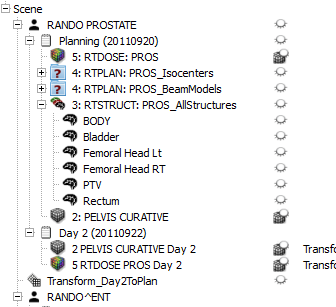 Scene
RANDO PROSTATE
Planning (20110920)
5: RTDOSE: PROS
4: RTPLAN: PROS_Isocenters
4: RTPLAN: PROS_BeamModels
3: RTSTRUCT: PROS_AllStructures
BODY
Bladder
Femoral Head Lt
Femoral Head RT
PTV
Rectum
2: PELVIS CURATIVE
Day 2 (20110922)
2 PELVIS CURATIVE Day 2 Transfo
5 RTDOSE PROS Day 2 Transfo
Transform_Day2ToPlan
RANDO^ENT